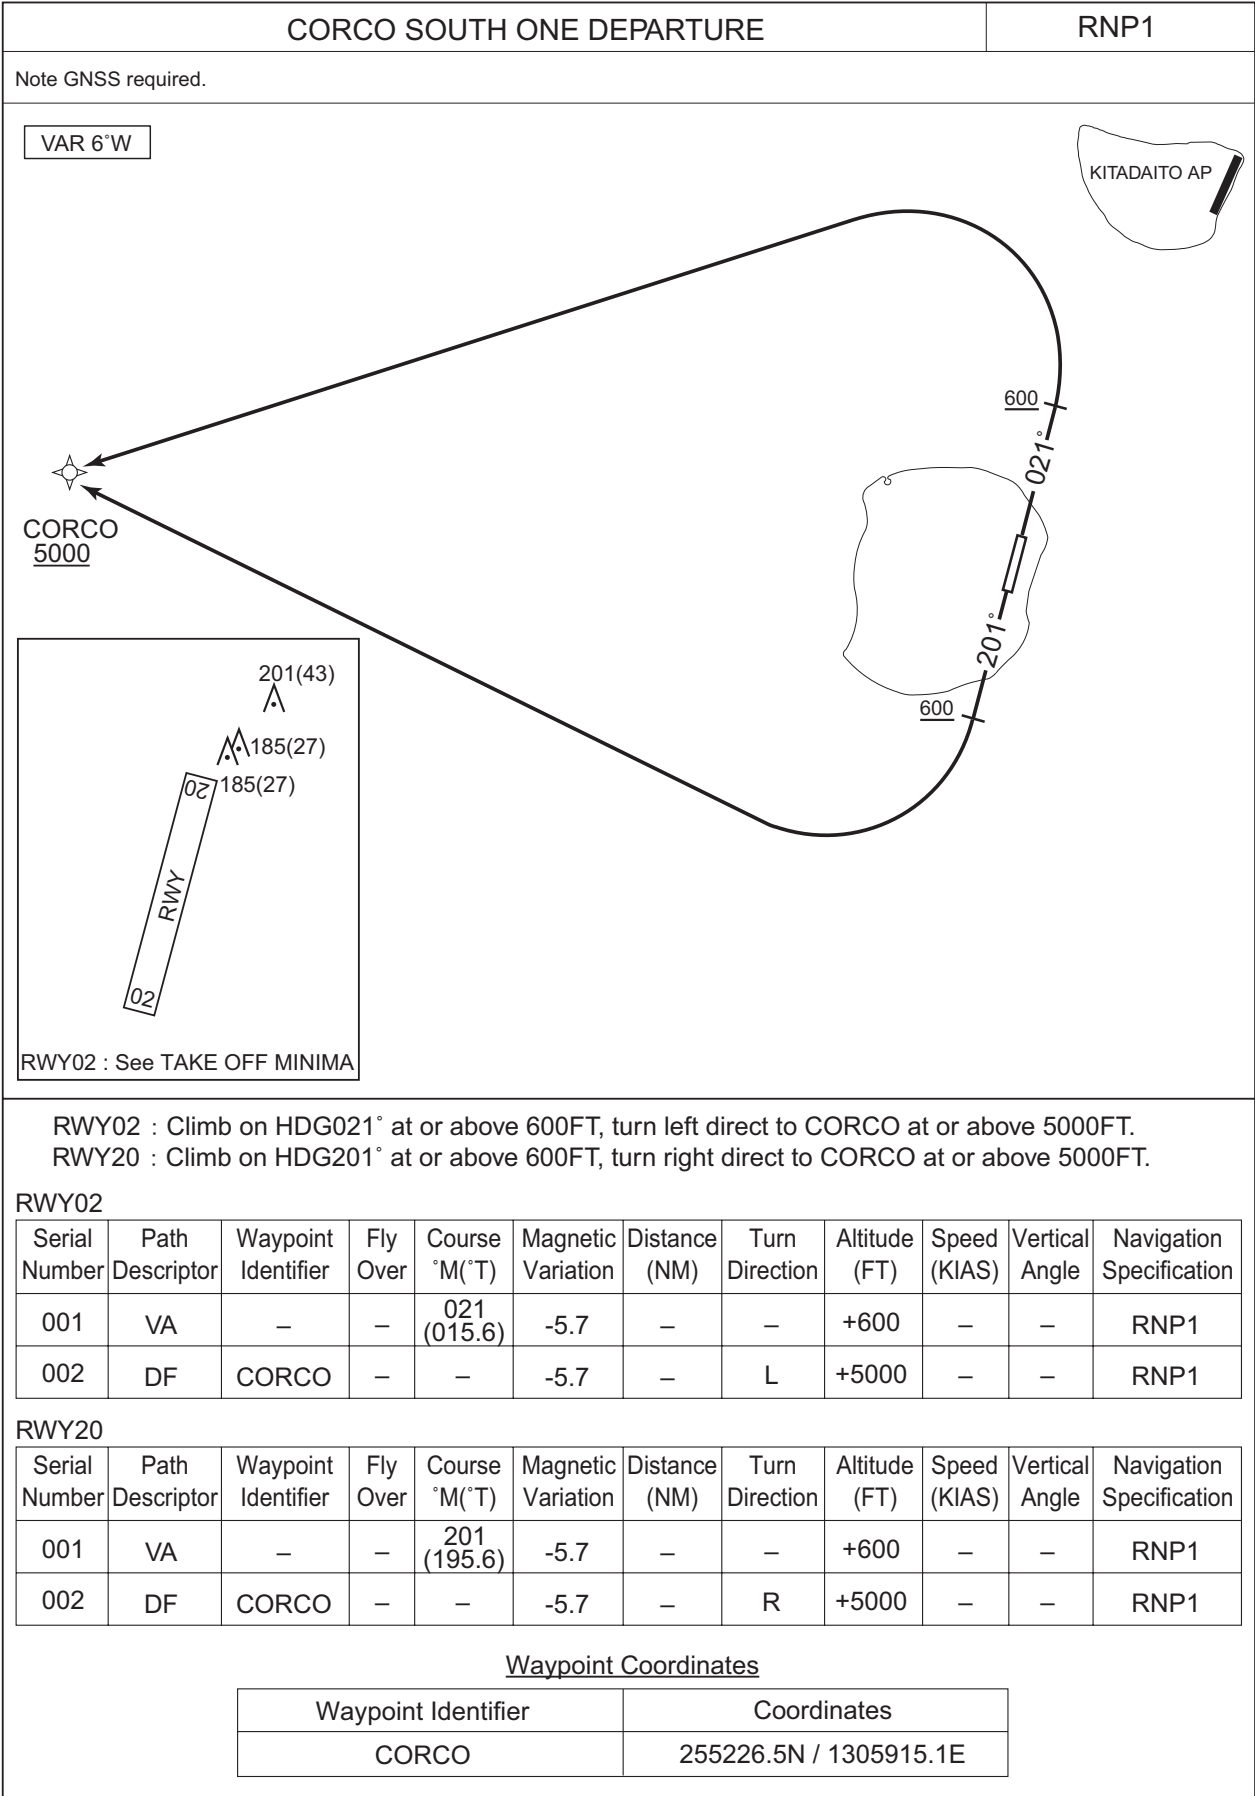 CORCO SOUTH ONE DEPARTURE
RNP1
Note GNSS required.
VAR 6˚W
KITADAITO AP
600
021˚
CORCO
5000
201˚
600
201(43)
185(27)
185(27)
20
RWY
02
RWY02 : See TAKE OFF MINIMA
RWY02 : Climb on HDG021˚ at or above 600FT, turn left direct to CORCO at or above 5000FT.
RWY20 : Climb on HDG201˚ at or above 600FT, turn right direct to CORCO at or above 5000FT.
RWY02
Serial Path Waypoint Fly Course Magnetic Distance Turn Altitude Speed Vertical Navigation
Number Descriptor Identifier Over ˚M(˚T) Variation (NM) Direction (FT) (KIAS) Angle Specification
001 VA – – 021 (015.6) -5.7 – – +600 – – RNP1
002 DF CORCO – – -5.7 – L +5000 – – RNP1
RWY20
Serial Path Waypoint Fly Course Magnetic Distance Turn Altitude Speed Vertical Navigation
Number Descriptor Identifier Over ˚M(˚T) Variation (NM) Direction (FT) (KIAS) Angle Specification
001 VA – – 201 (195.6) -5.7 – – +600 – – RNP1
002 DF CORCO – – -5.7 – R +5000 – – RNP1
Waypoint Coordinates
Waypoint Identifier Coordinates
CORCO 255226.5N / 1305915.1E